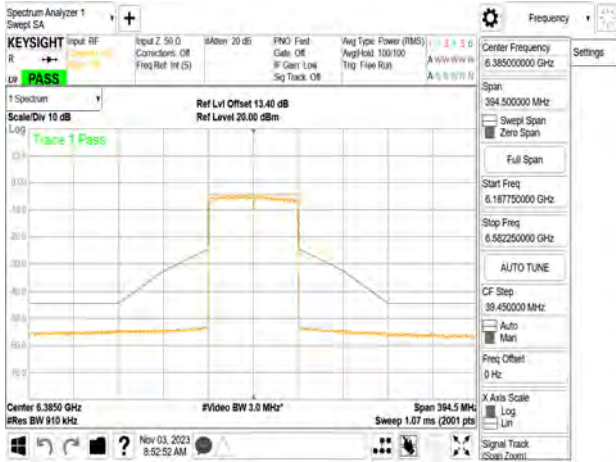 Spectrum Analyzer 1
Swept SA
+
Frequency
KEYSIGHT
R
PASS
Input: RF
Input Z: 50 Ω
Corrections: Off
Freq Ref: Int (S)
#Atten: 20 dB
PNO: Fast
Gate: Off
IF Gain: Low
Sig Track: Off
Avg Type: Power (RMS)
Avg|Hold: 100/100
Trig: Free Run
Center Frequency
6.385000000 GHz
Settings
Span
394.500000 MHz
Swept Span
Zero Span
Full Span
Start Freq
6.187750000 GHz
Stop Freq
6.582250000 GHz
AUTO TUNE
CF Step
39.450000 MHz
Auto
Man
Freq Offset
0 Hz
X Axis Scale
Log
Lin
Signal Track
(Span Zoom)
1 Spectrum
Scale/Div 10 dB
Ref Lvl Offset 13.40 dB
Ref Level 20.00 dBm
Log
Trace 1 Pass
Center 6.3850 GHz
#Video BW 3.0 MHz*
Span 394.5 MHz
#Res BW 910 kHz
Sweep 1.07 ms (2001 pts
?
Nov 03, 2023
8:52:52 AM